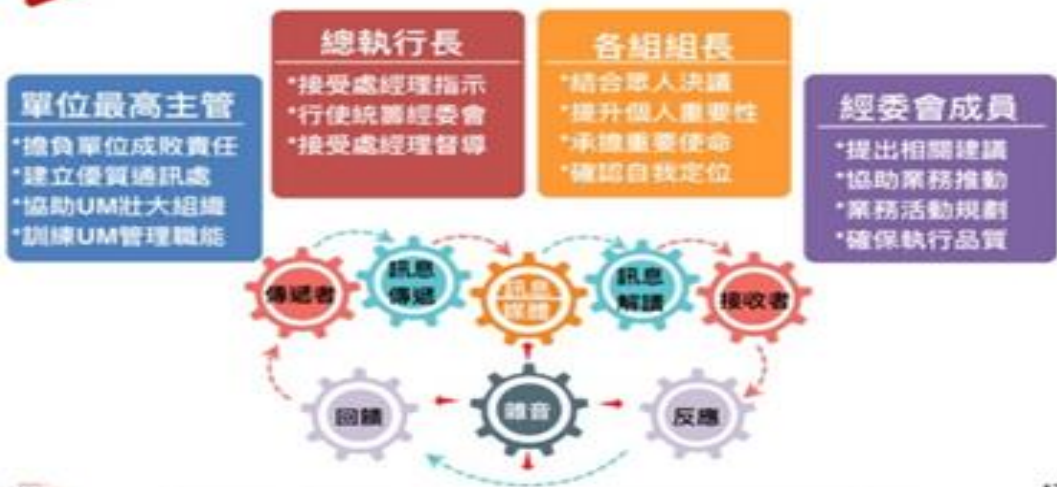 單位最高主管
*擔負單位成敗責任
*建立優質通訊處
*協助UM壯大組織
*訓練UM管理職能
總執行長
*接受處經理指示
*行使統籌經委會
*接受處經理督導
各組組長
*結合眾人決議
*提升個人重要性
*承擔重要使命
*確認自我定位
經委會成員
*提出相關建議
*協助業務推動
*業務活動規劃
*確保執行品質
傳遞者
訊息
傳遞
訊息
媒體
訊息
解讀
接收者
回饋
雜音
反應